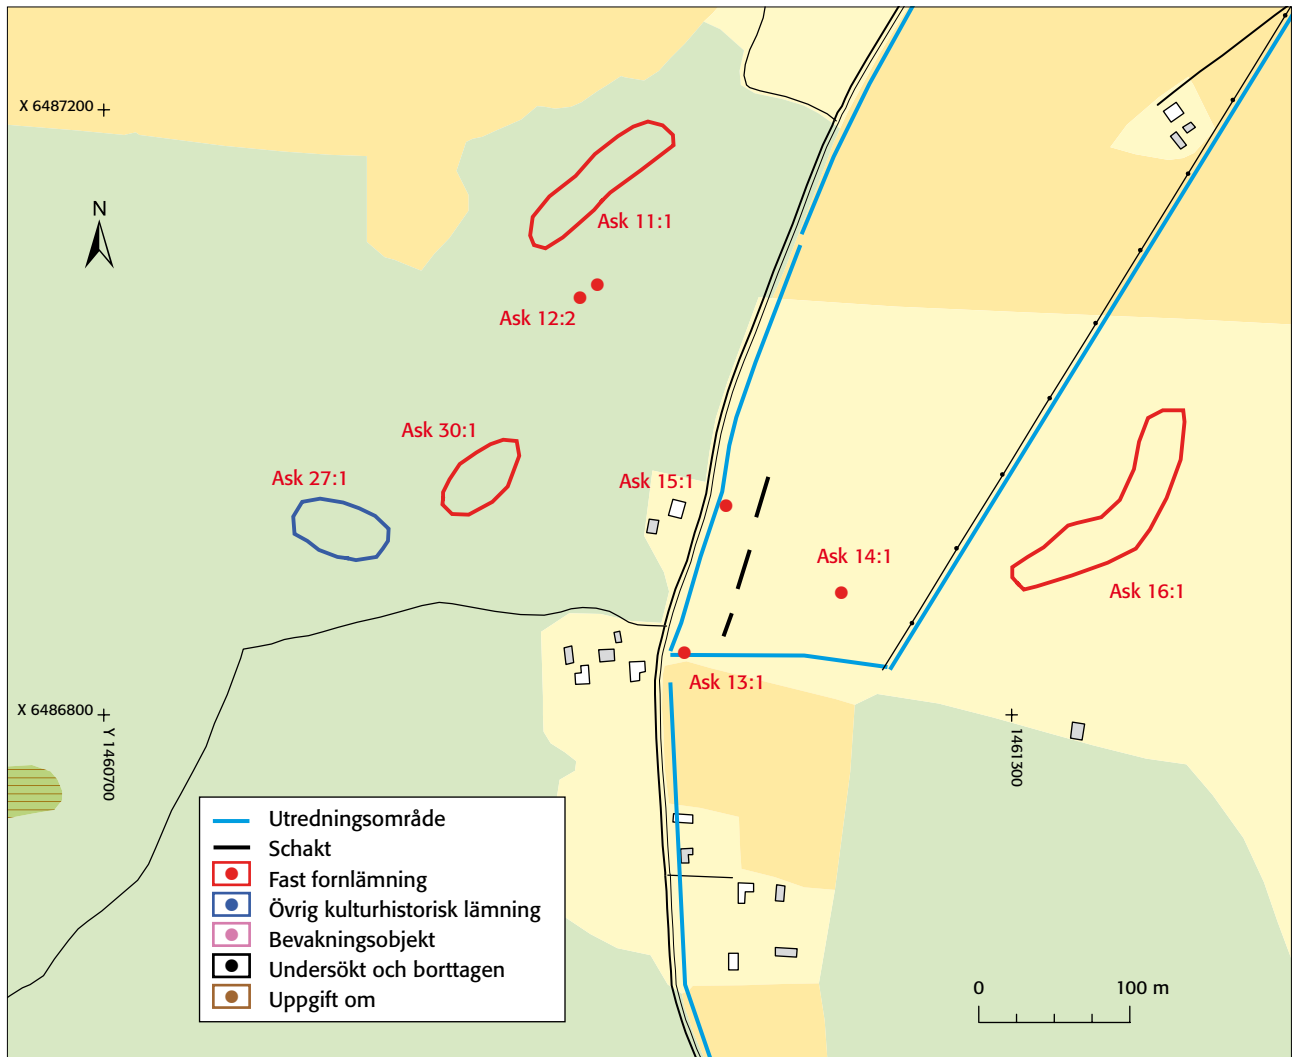 X 6487200
N
Ask 11:1
Ask 12:2
Ask 30:1
Ask 27:1
Ask 15:1
Ask 14:1
Ask 16:1
Ask 13:1
X 6486800
Y 1460700
1461300
Utredningsområde
Schakt
Fast fornlämning
Övrig kulturhistorisk lämning
Bevakningsobjekt
Undersökt och borttagen
Uppgift om
0 100 m